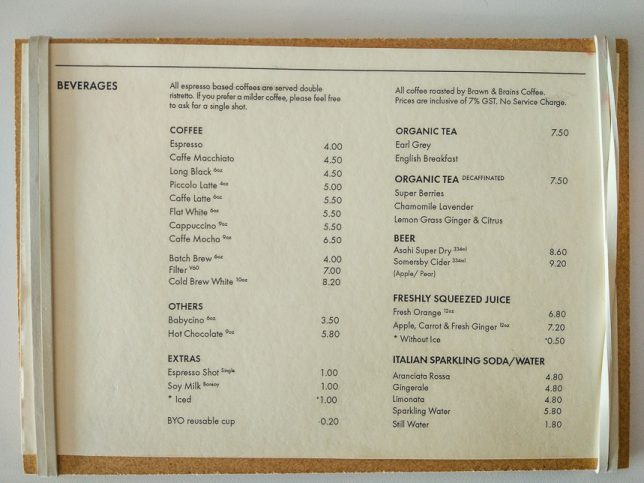 BEVERAGES
All espresso based coffees are served double
ristretto. If you prefer a milder coffee, please feel free
to ask for a single shot.
COFFEE
Espresso 4.00
Caffe Macchiato 4.50
Long Black 6oz 4.50
Piccolo Latte 4oz 5.00
Caffe Latte 6oz 5.50
Flat White 6oz 5.50
Cappuccino 9oz 5.50
Caffe Mocha 9oz 6.50
Batch Brew 6oz 4.00
Filter V60 7.00
Cold Brew White 10oz 8.20
OTHERS
Babycino 6oz 3.50
Hot Chocolate 9oz 5.80
EXTRAS
Espresso Shot Single 1.00
Soy Milk Bonsoy 1.00
* Iced +1.00
BYO reusable cup -0.20
All coffee roasted by Brawn & Brains Coffee.
Prices are inclusive of 7% GST. No Service Charge.
ORGANIC TEA 7.50
Earl Grey
English Breakfast
ORGANIC TEA DECAFFINATED 7.50
Super Berries
Chamomile Lavender
Lemon Grass Ginger & Citrus
BEER
Asahi Super Dry 334ml 8.60
Somersby Cider 334ml 9.20
(Apple/ Pear)
FRESHLY SQUEEZED JUICE
Fresh Orange 12oz 6.80
Apple, Carrot & Fresh Ginger 12oz 7.20
* Without Ice +0.50
ITALIAN SPARKLING SODA/WATER
Aranciata Rossa 4.80
Gingerale 4.80
Limonata 4.80
Sparkling Water 5.80
Still Water 1.80